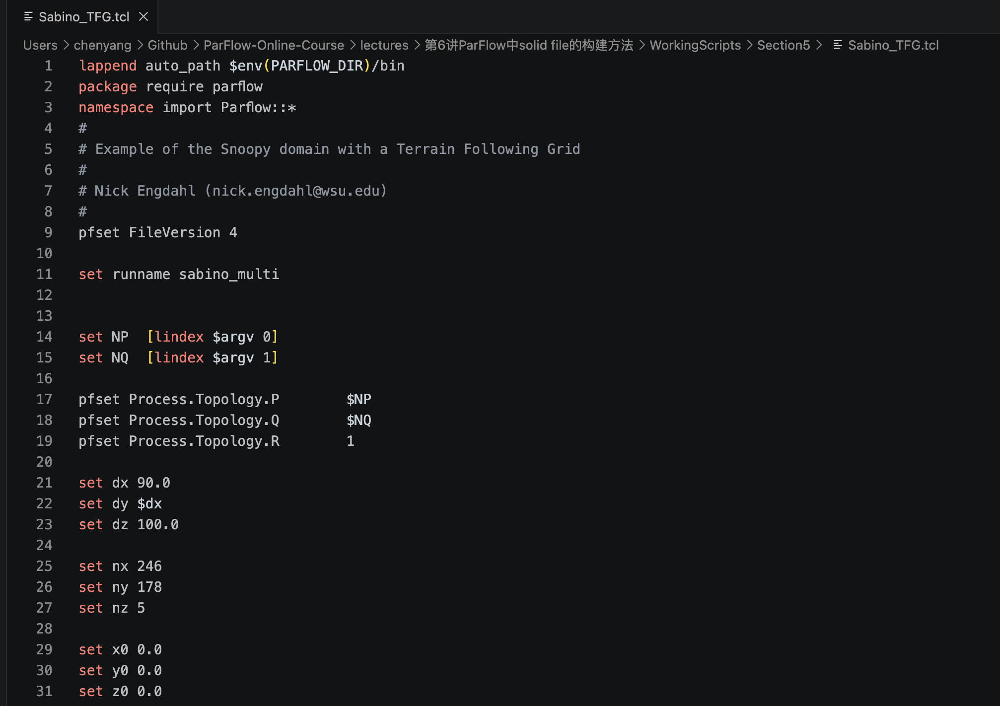 Sabino_TFG.tcl
Users > chenyang > Github > ParFlow-Online-Course > lectures > 第6讲ParFlow中solid file的构建方法 > WorkingScripts > Section5 > Sabino_TFG.tcl
1 lappend auto_path $env(PARFLOW_DIR)/bin
2 package require parflow
3 namespace import Parflow::*
4 #
5 # Example of the Snoopy domain with a Terrain Following Grid
6 #
7 # Nick Engdahl (nick.engdahl@wsu.edu)
8 #
9 pfset FileVersion 4
10
11 set runname sabino_multi
12
13
14 set NP  [lindex $argv 0]
15 set NQ  [lindex $argv 1]
16
17 pfset Process.Topology.P        $NP
18 pfset Process.Topology.Q        $NQ
19 pfset Process.Topology.R        1
20
21 set dx 90.0
22 set dy $dx
23 set dz 100.0
24
25 set nx 246
26 set ny 178
27 set nz 5
28
29 set x0 0.0
30 set y0 0.0
31 set z0 0.0